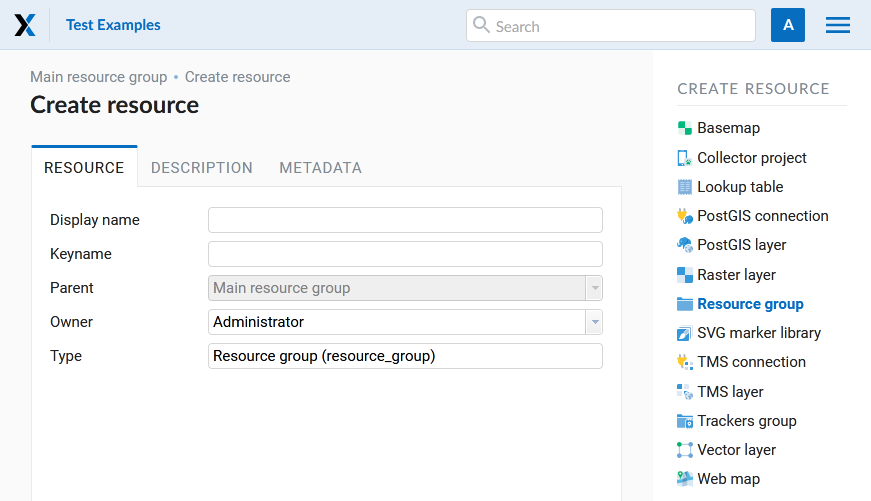 Test Examples
Search
A
Main resource group • Create resource
Create resource
RESOURCE DESCRIPTION METADATA
Display name
Keyname
Parent Main resource group
Owner Administrator
Type Resource group (resource_group)
CREATE RESOURCE
Basemap
Collector project
Lookup table
PostGIS connection
PostGIS layer
Raster layer
Resource group
SVG marker library
TMS connection
TMS layer
Trackers group
Vector layer
Web map